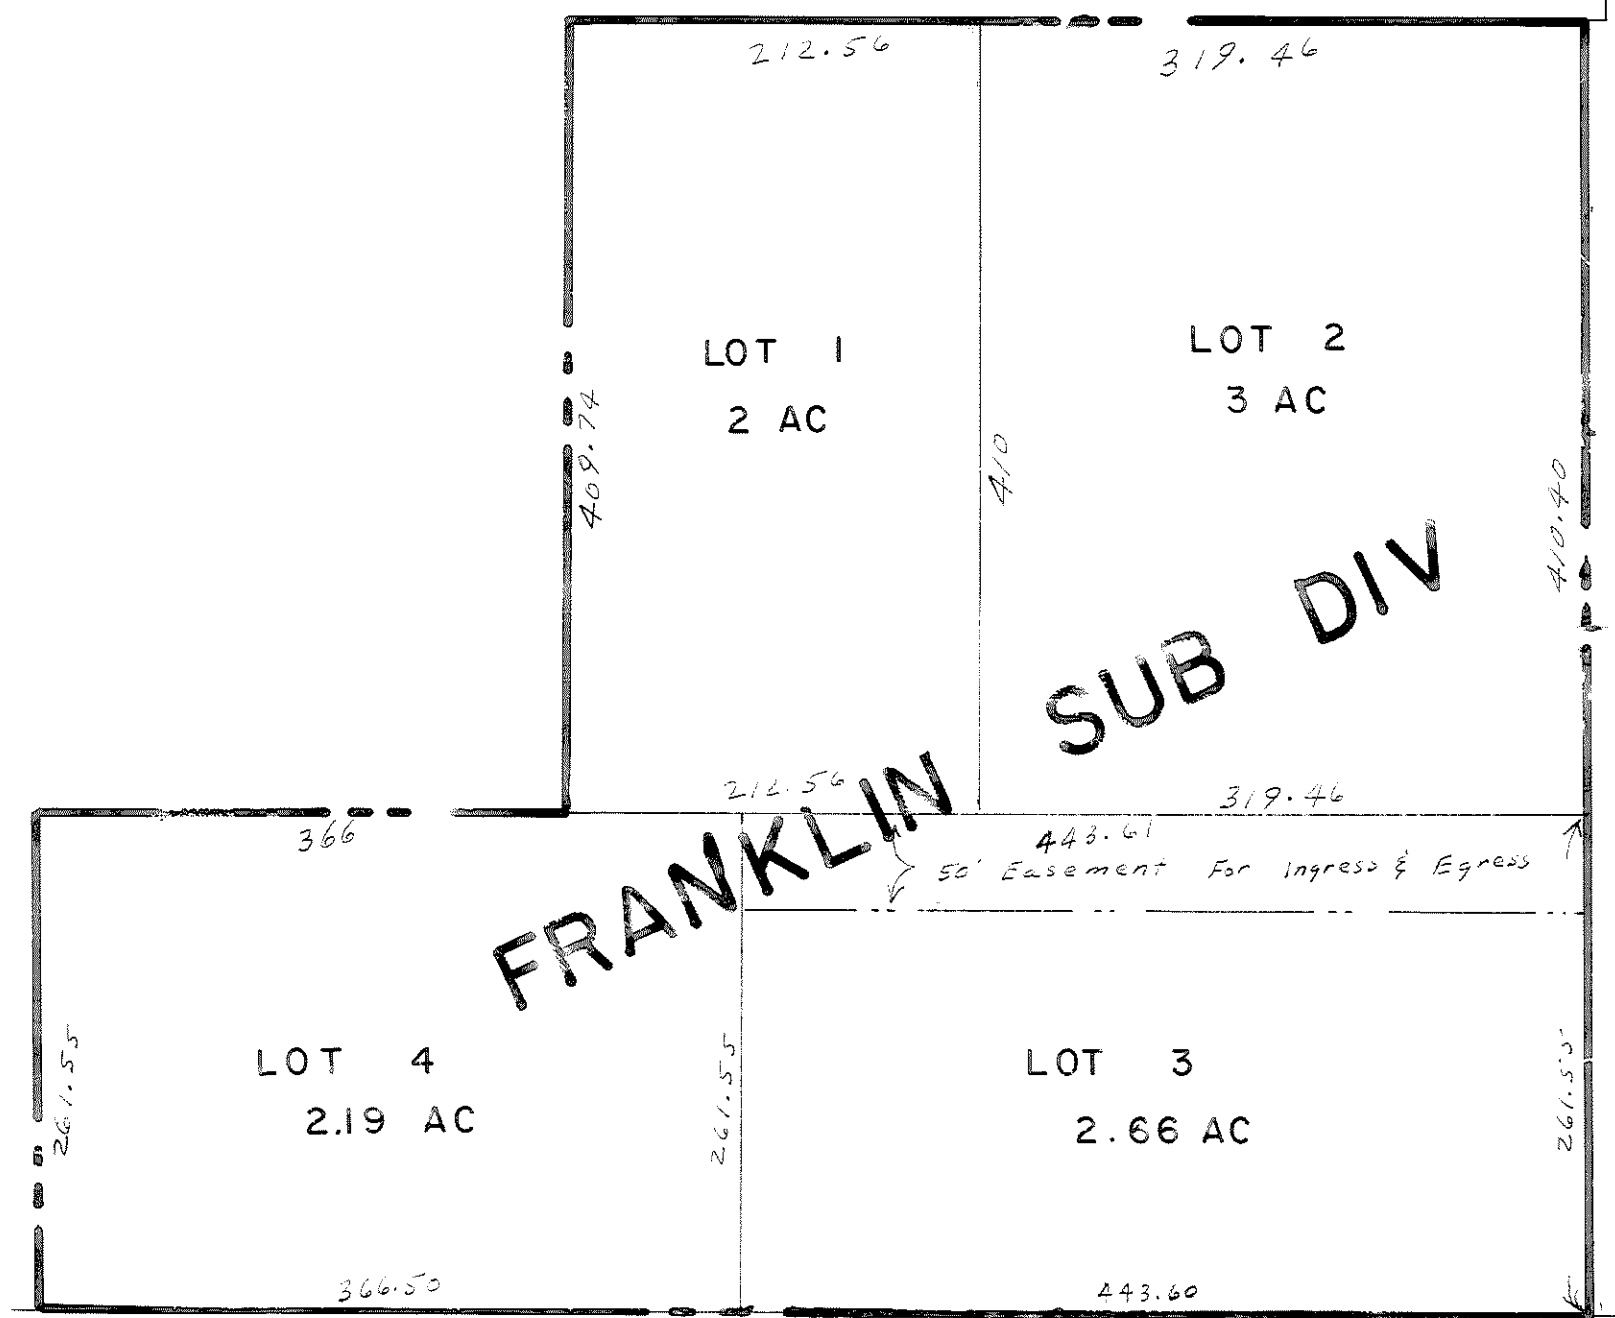 212.56
319.46
LOT 1
2 AC
LOT 2
3 AC
409.74
410
410.40
212.56
319.46
366
443.61
50' Easement For Ingress & Egress
FRANKLIN SUB DIV
LOT 4
2.19 AC
LOT 3
2.66 AC
261.55
261.55
261.55
366.50
443.60